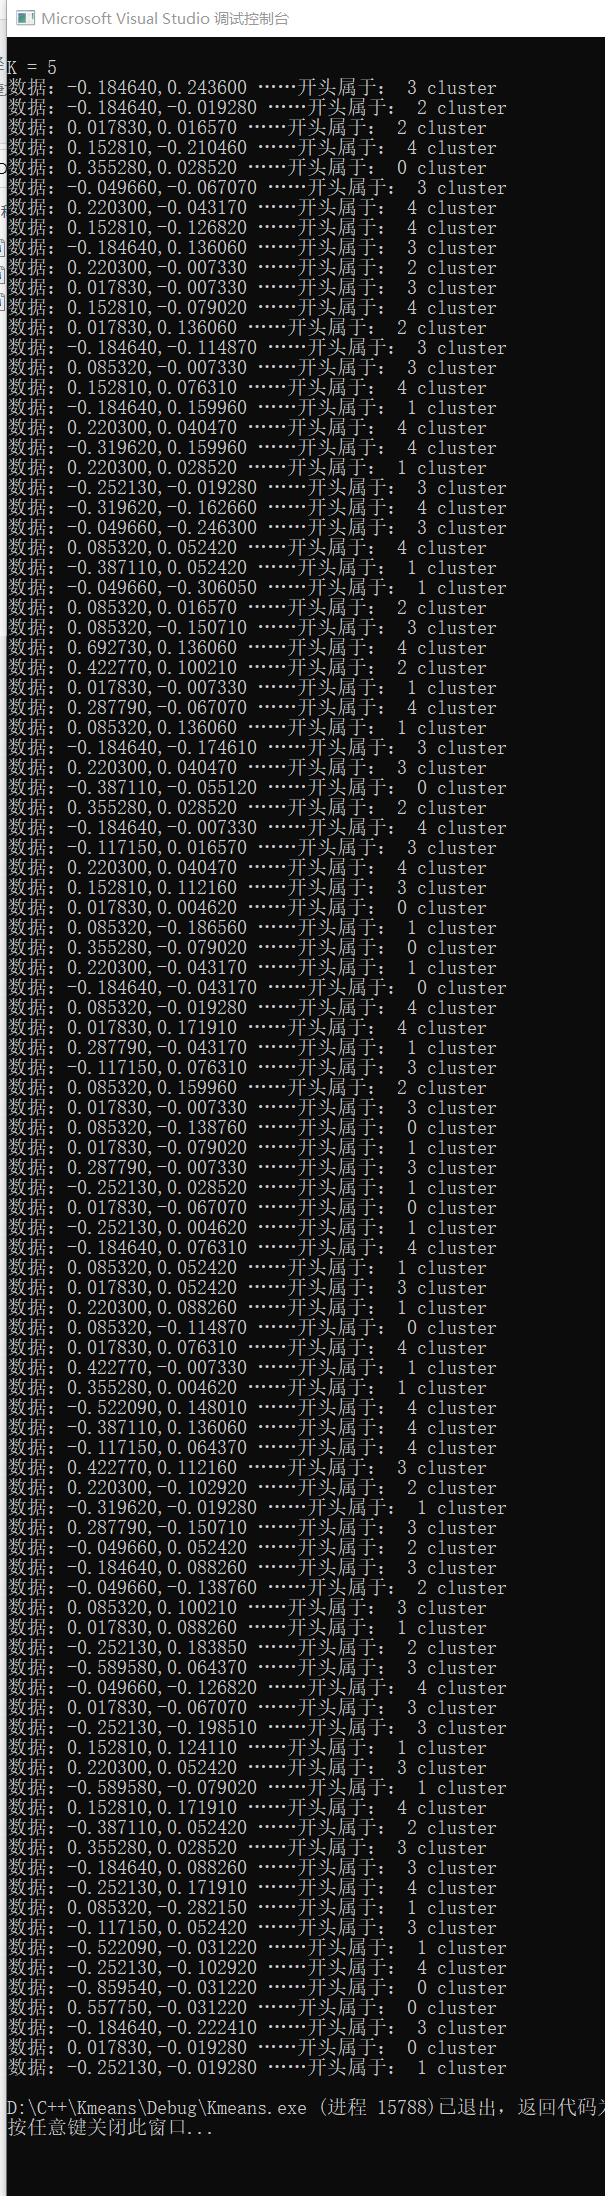 Microsoft Visual Studio 调试控制台
K = 5
数据: -0.184640,0.243600 ……开头属于: 3 cluster
数据: -0.184640,-0.019280 ……开头属于: 2 cluster
数据: 0.017830,0.016570 ……开头属于: 2 cluster
数据: 0.152810,-0.210460 ……开头属于: 4 cluster
数据: 0.355280,0.028520 ……开头属于: 0 cluster
数据: -0.049660,-0.067070 ……开头属于: 3 cluster
数据: 0.220300,-0.043170 ……开头属于: 4 cluster
数据: 0.152810,-0.126820 ……开头属于: 4 cluster
数据: -0.184640,0.136060 ……开头属于: 3 cluster
数据: 0.220300,-0.007330 ……开头属于: 2 cluster
数据: 0.017830,-0.007330 ……开头属于: 3 cluster
数据: 0.152810,-0.079020 ……开头属于: 4 cluster
数据: 0.017830,0.136060 ……开头属于: 2 cluster
数据: -0.184640,-0.114870 ……开头属于: 3 cluster
数据: 0.085320,-0.007330 ……开头属于: 3 cluster
数据: 0.152810,0.076310 ……开头属于: 4 cluster
数据: -0.184640,0.159960 ……开头属于: 1 cluster
数据: 0.220300,0.040470 ……开头属于: 4 cluster
数据: -0.319620,0.159960 ……开头属于: 4 cluster
数据: 0.220300,0.028520 ……开头属于: 1 cluster
数据: -0.252130,-0.019280 ……开头属于: 3 cluster
数据: -0.319620,-0.162660 ……开头属于: 4 cluster
数据: -0.049660,-0.246300 ……开头属于: 3 cluster
数据: 0.085320,0.052420 ……开头属于: 4 cluster
数据: -0.387110,0.052420 ……开头属于: 1 cluster
数据: -0.049660,-0.306050 ……开头属于: 1 cluster
数据: 0.085320,0.016570 ……开头属于: 2 cluster
数据: 0.085320,-0.150710 ……开头属于: 3 cluster
数据: 0.692730,0.136060 ……开头属于: 4 cluster
数据: 0.422770,0.100210 ……开头属于: 2 cluster
数据: 0.017830,-0.007330 ……开头属于: 1 cluster
数据: 0.287790,-0.067070 ……开头属于: 4 cluster
数据: 0.085320,0.136060 ……开头属于: 1 cluster
数据: -0.184640,-0.174610 ……开头属于: 3 cluster
数据: 0.220300,0.040470 ……开头属于: 3 cluster
数据: -0.387110,-0.055120 ……开头属于: 0 cluster
数据: 0.355280,0.028520 ……开头属于: 2 cluster
数据: -0.184640,-0.007330 ……开头属于: 4 cluster
数据: -0.117150,0.016570 ……开头属于: 3 cluster
数据: 0.220300,0.040470 ……开头属于: 4 cluster
数据: 0.152810,0.112160 ……开头属于: 3 cluster
数据: 0.017830,0.004620 ……开头属于: 0 cluster
数据: 0.085320,-0.186560 ……开头属于: 1 cluster
数据: 0.355280,-0.079020 ……开头属于: 0 cluster
数据: 0.220300,-0.043170 ……开头属于: 1 cluster
数据: -0.184640,-0.043170 ……开头属于: 0 cluster
数据: 0.085320,-0.019280 ……开头属于: 4 cluster
数据: 0.017830,0.171910 ……开头属于: 4 cluster
数据: 0.287790,-0.043170 ……开头属于: 1 cluster
数据: -0.117150,0.076310 ……开头属于: 3 cluster
数据: 0.085320,0.159960 ……开头属于: 2 cluster
数据: 0.017830,-0.007330 ……开头属于: 3 cluster
数据: 0.085320,-0.138760 ……开头属于: 0 cluster
数据: 0.017830,-0.079020 ……开头属于: 1 cluster
数据: 0.287790,-0.007330 ……开头属于: 3 cluster
数据: -0.252130,0.028520 ……开头属于: 1 cluster
数据: 0.017830,-0.067070 ……开头属于: 0 cluster
数据: -0.252130,0.004620 ……开头属于: 1 cluster
数据: -0.184640,0.076310 ……开头属于: 4 cluster
数据: 0.085320,0.052420 ……开头属于: 1 cluster
数据: 0.017830,0.052420 ……开头属于: 3 cluster
数据: 0.220300,0.088260 ……开头属于: 1 cluster
数据: 0.085320,-0.114870 ……开头属于: 0 cluster
数据: 0.017830,0.076310 ……开头属于: 4 cluster
数据: 0.422770,-0.007330 ……开头属于: 1 cluster
数据: 0.355280,0.004620 ……开头属于: 1 cluster
数据: -0.522090,0.148010 ……开头属于: 4 cluster
数据: -0.387110,0.136060 ……开头属于: 4 cluster
数据: -0.117150,0.064370 ……开头属于: 4 cluster
数据: 0.422770,0.112160 ……开头属于: 3 cluster
数据: 0.220300,-0.102920 ……开头属于: 2 cluster
数据: -0.319620,-0.019280 ……开头属于: 1 cluster
数据: 0.287790,-0.150710 ……开头属于: 3 cluster
数据: -0.049660,0.052420 ……开头属于: 2 cluster
数据: -0.184640,0.088260 ……开头属于: 3 cluster
数据: -0.049660,-0.138760 ……开头属于: 2 cluster
数据: 0.085320,0.100210 ……开头属于: 3 cluster
数据: 0.017830,0.088260 ……开头属于: 1 cluster
数据: -0.252130,0.183850 ……开头属于: 2 cluster
数据: -0.589580,0.064370 ……开头属于: 3 cluster
数据: -0.049660,-0.126820 ……开头属于: 4 cluster
数据: 0.017830,-0.067070 ……开头属于: 3 cluster
数据: -0.252130,-0.198510 ……开头属于: 3 cluster
数据: 0.152810,0.124110 ……开头属于: 1 cluster
数据: 0.220300,0.052420 ……开头属于: 3 cluster
数据: -0.589580,-0.079020 ……开头属于: 1 cluster
数据: 0.152810,0.171910 ……开头属于: 4 cluster
数据: -0.387110,0.052420 ……开头属于: 2 cluster
数据: 0.355280,0.028520 ……开头属于: 3 cluster
数据: -0.184640,0.088260 ……开头属于: 3 cluster
数据: -0.252130,0.171910 ……开头属于: 4 cluster
数据: 0.085320,-0.282150 ……开头属于: 1 cluster
数据: -0.117150,0.052420 ……开头属于: 3 cluster
数据: -0.522090,-0.031220 ……开头属于: 1 cluster
数据: -0.252130,-0.102920 ……开头属于: 4 cluster
数据: -0.859540,-0.031220 ……开头属于: 0 cluster
数据: 0.557750,-0.031220 ……开头属于: 0 cluster
数据: -0.184640,-0.222410 ……开头属于: 3 cluster
数据: 0.017830,-0.019280 ……开头属于: 0 cluster
数据: -0.252130,-0.019280 ……开头属于: 1 cluster
D:\C++\Kmeans\Debug\Kmeans.exe (进程 15788)已退出，返回代码为
按任意键关闭此窗口...